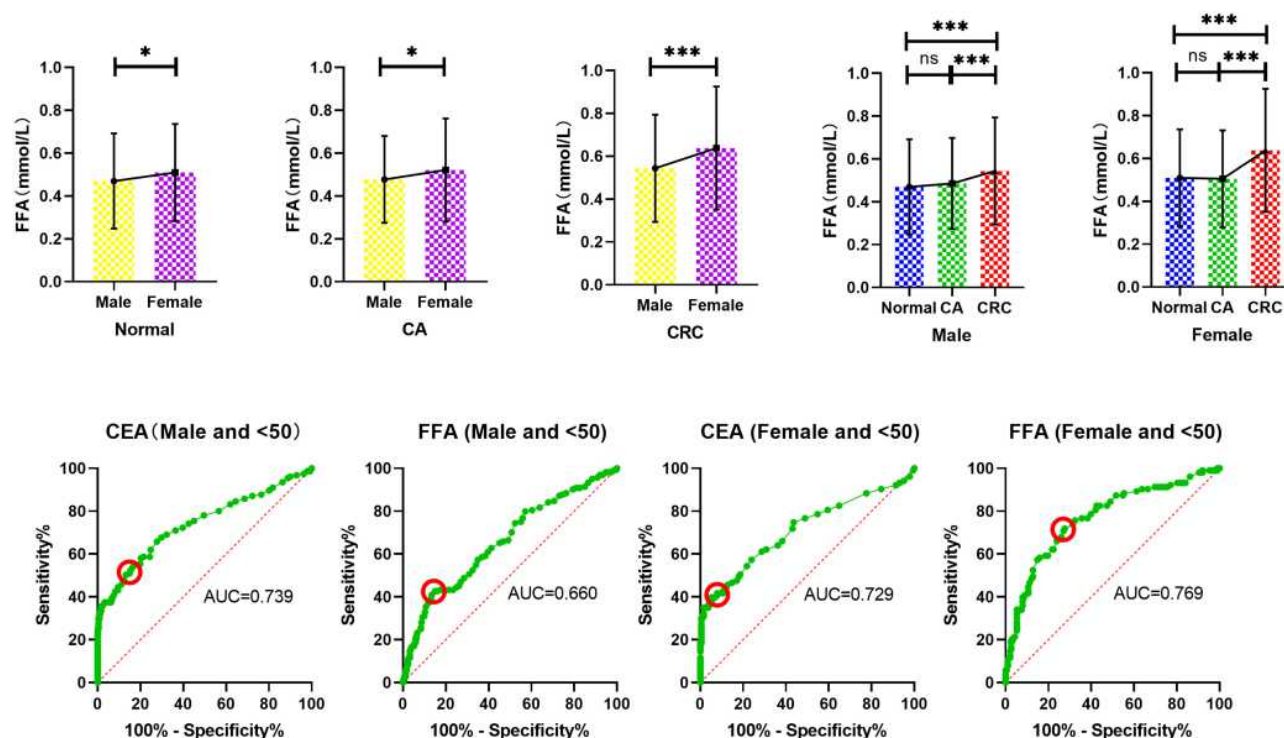 *
1.0
0.8
0.6
0.4
0.2
0.0
FFA（mmol/L）
Male Female
Normal
*
1.0
0.8
0.6
0.4
0.2
0.0
FFA（mmol/L）
Male Female
CA
***
1.0
0.8
0.6
0.4
0.2
0.0
FFA（mmol/L）
Male Female
CRC
***
ns ***
1.0
0.8
0.6
0.4
0.2
0.0
FFA（mmol/L）
Normal CA CRC
Male
***
ns ***
1.0
0.8
0.6
0.4
0.2
0.0
FFA（mmol/L）
Normal CA CRC
Female
CEA（Male and <50）
100
80
60
40
20
0
Sensitivity%
AUC=0.739
0 20 40 60 80 100
100% - Specificity%
FFA (Male and <50)
100
80
60
40
20
0
Sensitivity%
AUC=0.660
0 20 40 60 80 100
100% - Specificity%
CEA (Female and <50)
100
80
60
40
20
0
Sensitivity%
AUC=0.729
0 20 40 60 80 100
100% - Specificity%
FFA (Female and <50)
100
80
60
40
20
0
Sensitivity%
AUC=0.769
0 20 40 60 80 100
100% - Specificity%